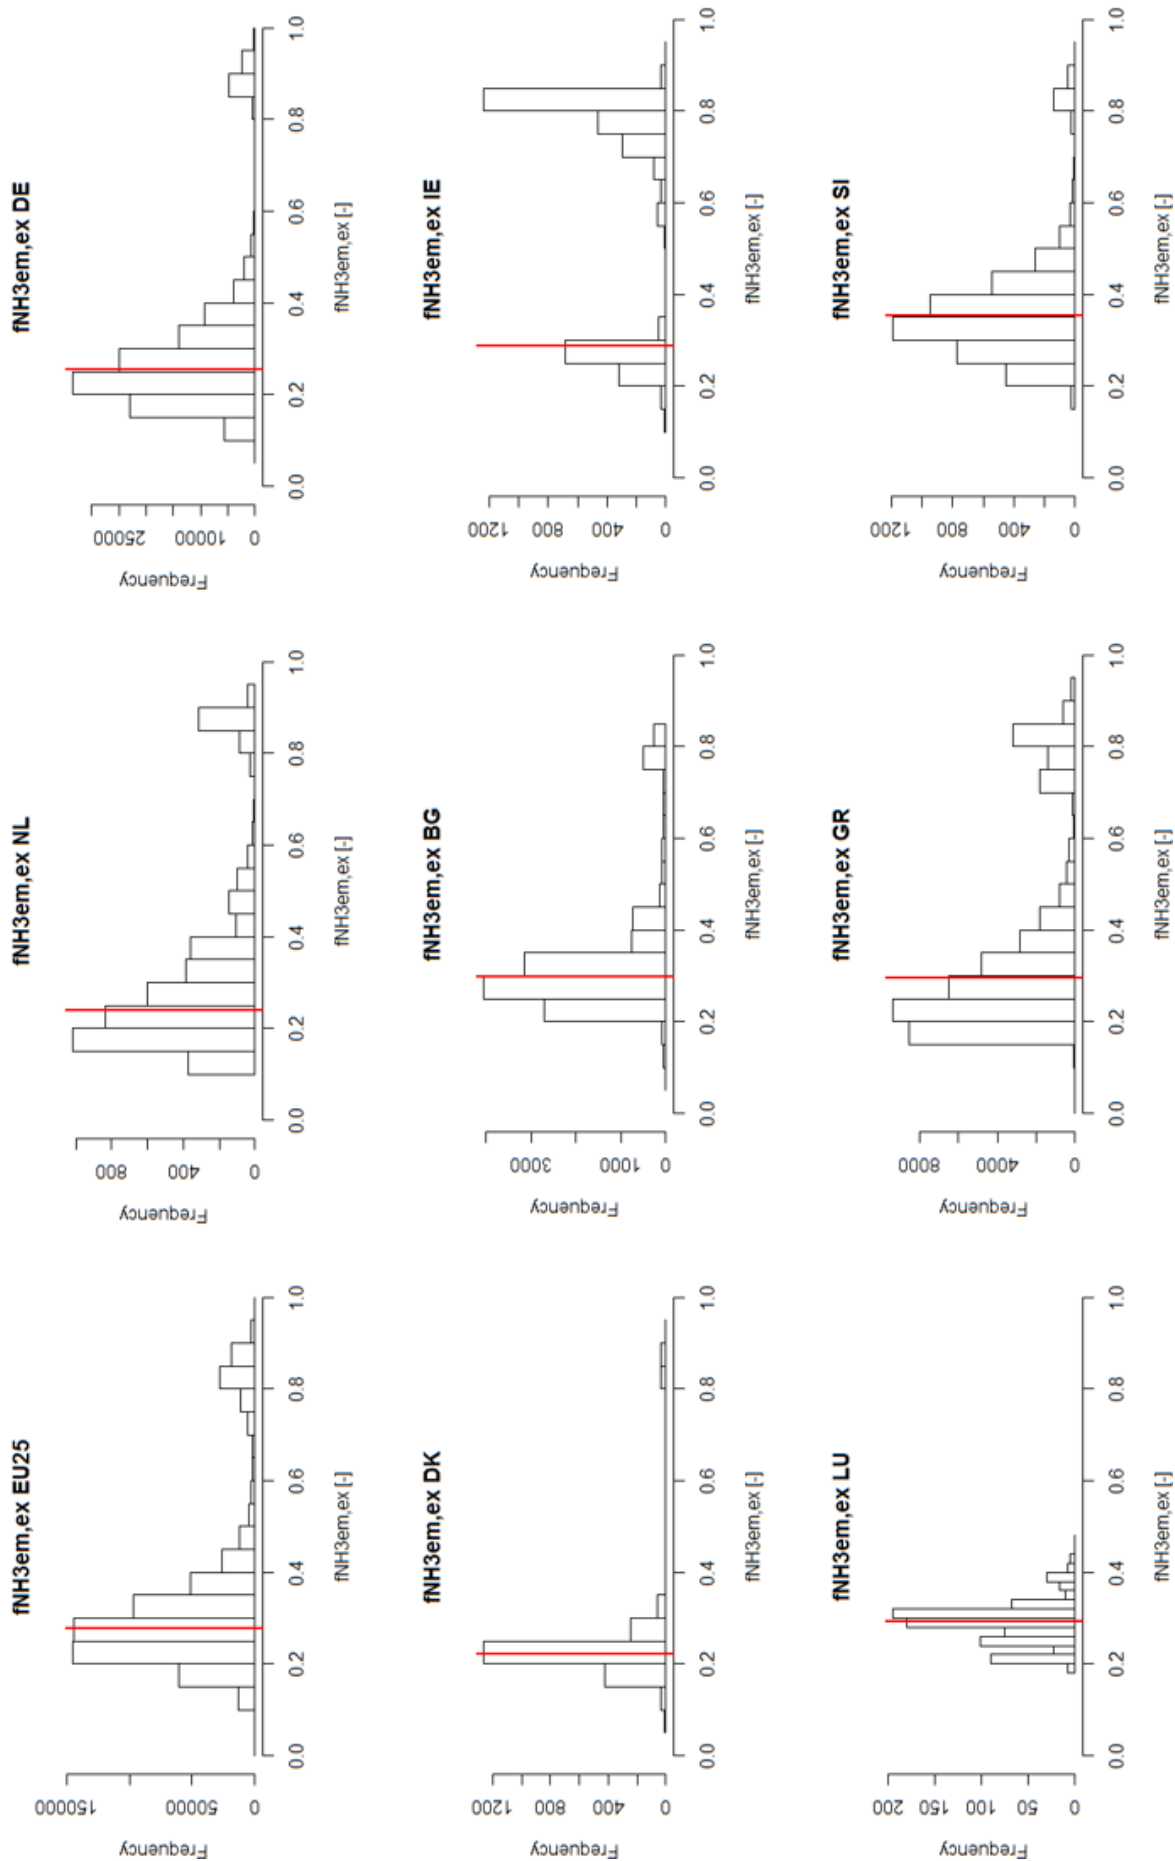 fNH3em,ex EU25
Frequency
150000
50000
0
0.0 0.2 0.4 0.6 0.8 1.0
fNH3em,ex [-]
fNH3em,ex NL
Frequency
800
400
0
0.0 0.2 0.4 0.6 0.8 1.0
fNH3em,ex [-]
fNH3em,ex DE
Frequency
25000
10000
0
0.0 0.2 0.4 0.6 0.8 1.0
fNH3em,ex [-]
fNH3em,ex DK
Frequency
1200
400
0
0.0 0.2 0.4 0.6 0.8 1.0
fNH3em,ex [-]
fNH3em,ex BG
Frequency
3000
1000
0
0.0 0.2 0.4 0.6 0.8 1.0
fNH3em,ex [-]
fNH3em,ex IE
Frequency
1200
400
0
0.0 0.2 0.4 0.6 0.8 1.0
fNH3em,ex [-]
fNH3em,ex LU
Frequency
200
150
100
50
0
0.0 0.2 0.4 0.6 0.8 1.0
fNH3em,ex [-]
fNH3em,ex GR
Frequency
8000
4000
0
0.0 0.2 0.4 0.6 0.8 1.0
fNH3em,ex [-]
fNH3em,ex SI
Frequency
1200
800
400
0
0.0 0.2 0.4 0.6 0.8 1.0
fNH3em,ex [-]